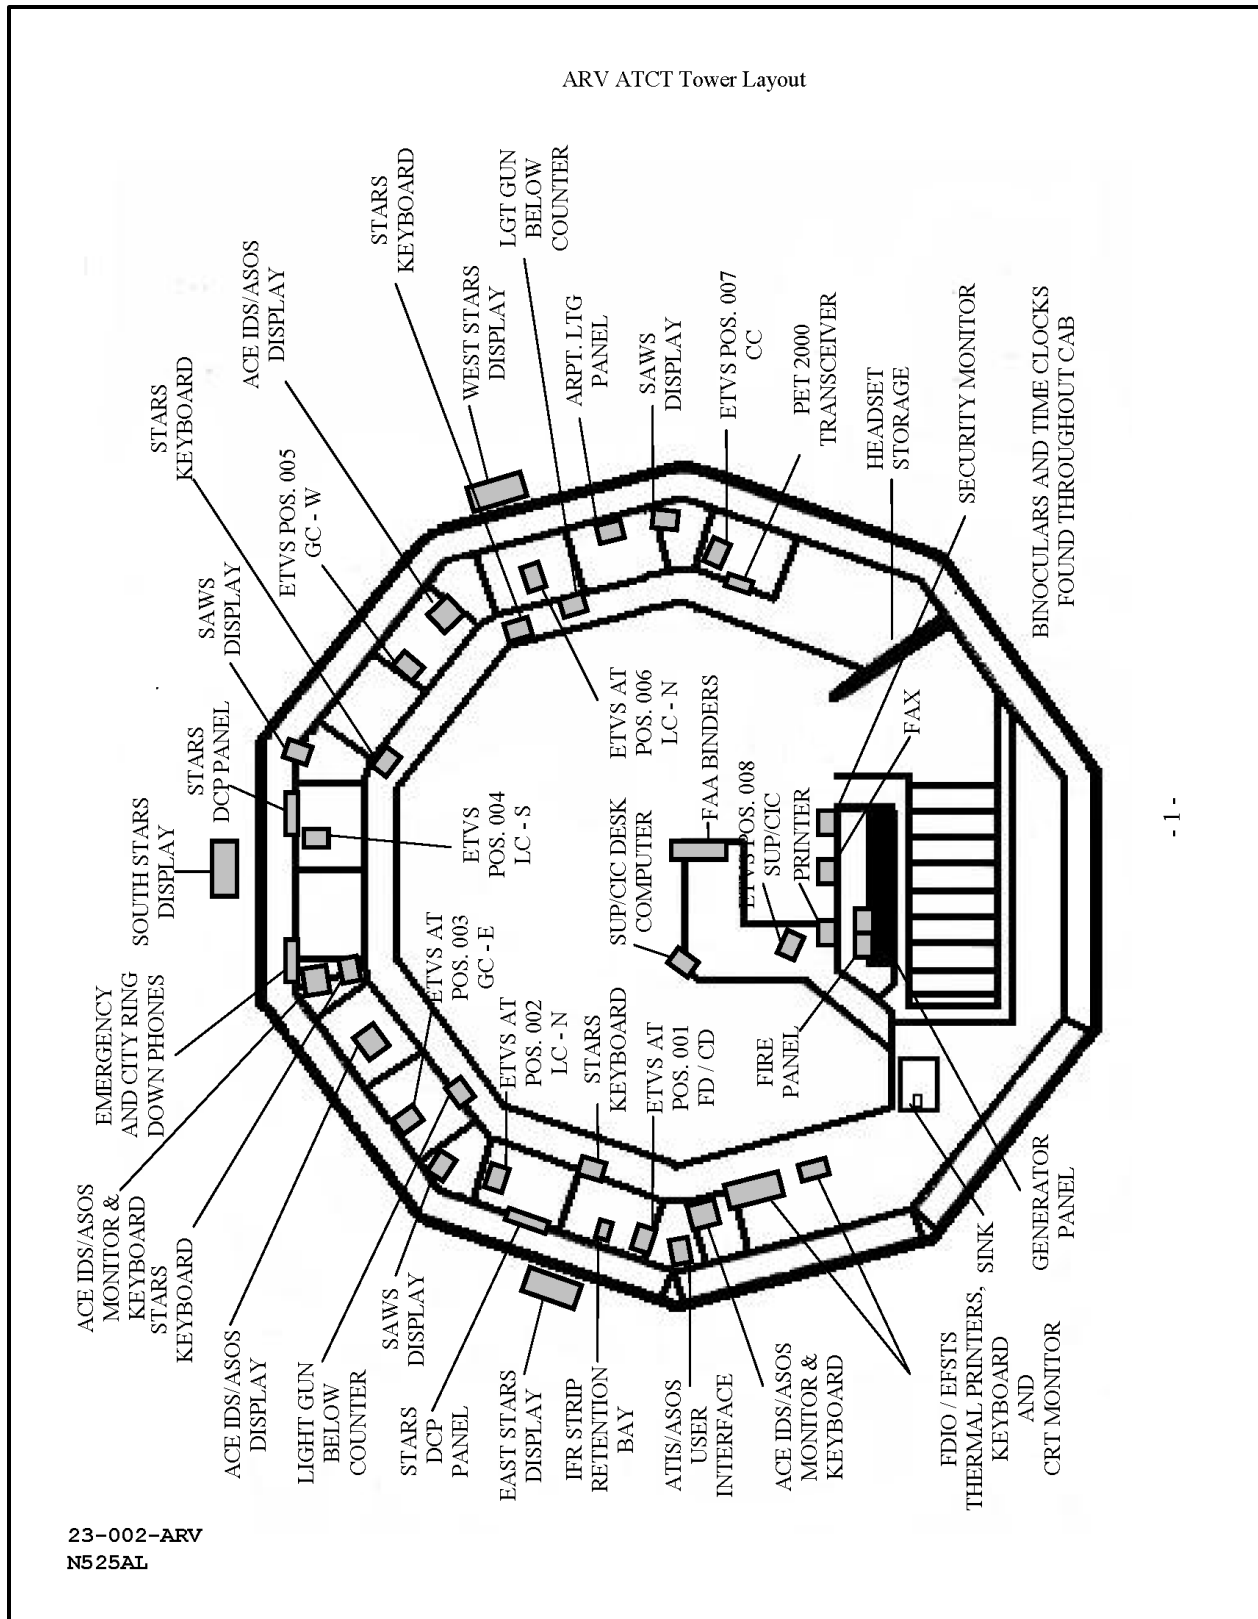 ARV ATCT Tower Layout
STARS
KEYBOARD
LGT GUN
BELOW
COUNTER
ACE IDS/ASOS
DISPLAY
WEST STARS
DISPLAY
ARPT. LTG
PANEL
SAWS
DISPLAY
ETVS POS. 007
CC
PET 2000
TRANSCEIVER
HEADSET
STORAGE
SECURITY MONITOR
BINOCULARS AND TIME CLOCKS
FOUND THROUGHOUT CAB
STARS
KEYBOARD
ETVS POS. 005
GC - W
SAWS
DISPLAY
STARS
DCP PANEL
SOUTH STARS
DISPLAY
ETVS
POS. 004
LC - S
ETVS AT
POS. 006
LC - N
FAA BINDERS
FAX
SUP/CIC DESK
COMPUTER
ETVS POS. 008
SUP/CIC
PRINTER
- 1 -
EMERGENCY
AND CITY RING
DOWN PHONES
ETVS AT
POS. 003
GC - E
ETVS AT
POS. 002
LC - N
STARS
KEYBOARD
ETVS AT
POS. 001
FD / CD
FIRE
PANEL
ACE IDS/ASOS
MONITOR &
KEYBOARD
STARS
KEYBOARD
ACE IDS/ASOS
DISPLAY
LIGHT GUN
BELOW
COUNTER
SAWS
DISPLAY
STARS
DCP
PANEL
EAST STARS
DISPLAY
IFR STRIP
RETENTION
BAY
ATIS/ASOS
USER
INTERFACE
ACE IDS/ASOS
MONITOR &
KEYBOARD
FDIO / EFSTS
THERMAL PRINTERS,
KEYBOARD
AND
CRT MONITOR
SINK
GENERATOR
PANEL
23-002-ARV
N525AL